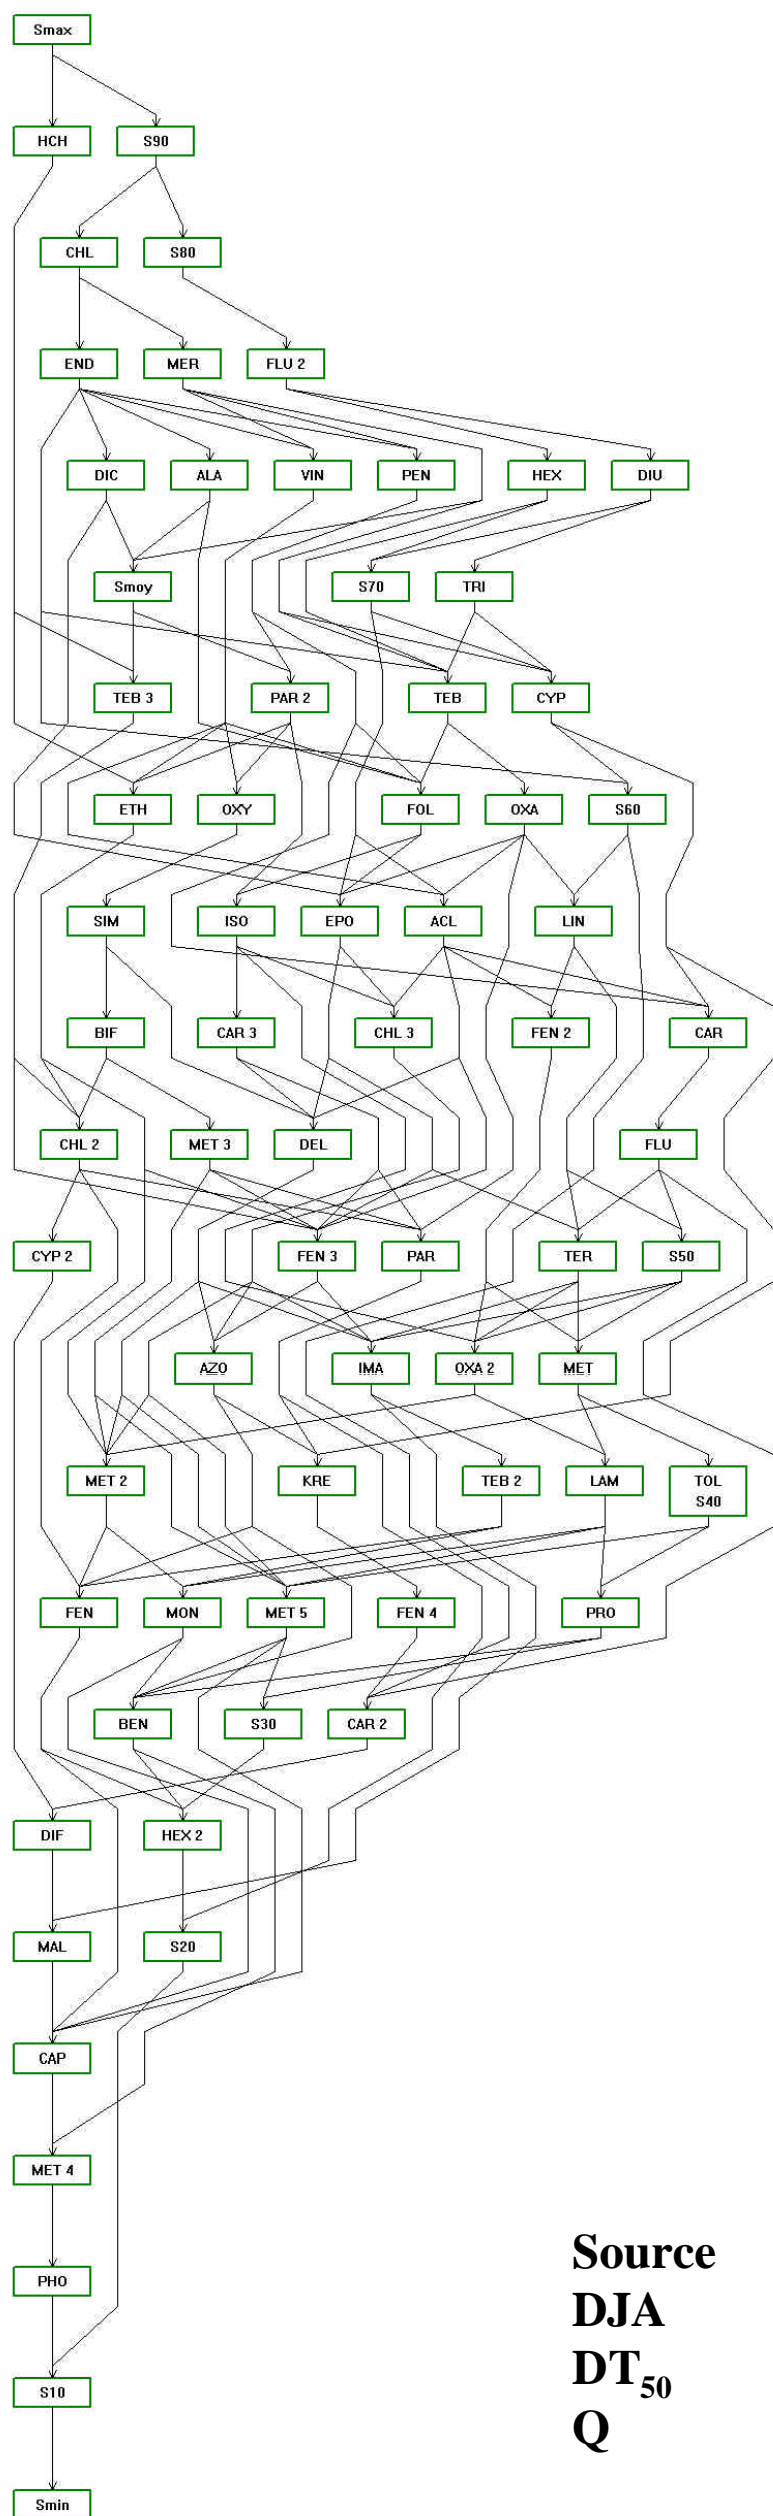 Smax
HCH
S90
CHL
S80
END
MER
FLU 2
DIC
ALA
VIN
PEN
HEX
DIU
Smoy
S70
TRI
TEB 3
PAR 2
TEB
CYP
ETH
OXY
FOL
OXA
S60
SIM
ISO
EPO
ACL
LIN
BIF
CAR 3
CHL 3
FEN 2
CAR
CHL 2
MET 3
DEL
FLU
CYP 2
FEN 3
PAR
TER
S50
AZO
IMA
OXA 2
MET
MET 2
KRE
TEB 2
LAM
TOL
S40
FEN
MON
MET 5
FEN 4
PRO
BEN
S30
CAR 2
DIF
HEX 2
MAL
S20
CAP
MET 4
PHO
S10
Smin
Source
DJA
DT50
Q